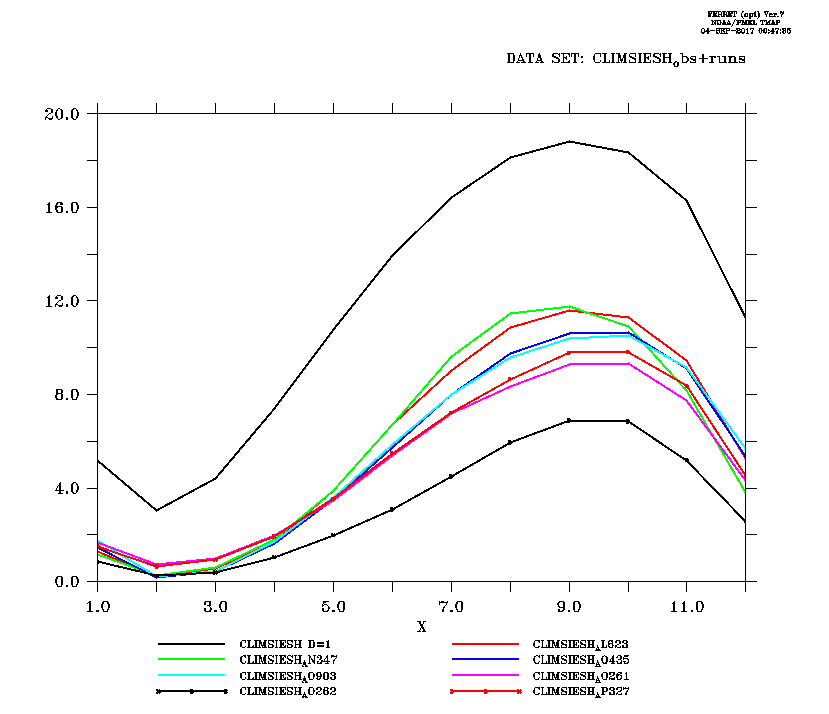 FERRET (opt) Ver.7
NOAA/PMEL TMAP
04-SEP-2017 00:47:35
DATA SET: CLIMSIESH_obs+runs
20.0
16.0
12.0
8.0
4.0
0.0
1.0 3.0 5.0 7.0 9.0 11.0
X
CLIMSIESH D=1 CLIMSIESH_AL623
CLIMSIESH_AN347 CLIMSIESH_AO435
CLIMSIESH_AO903 CLIMSIESH_AO261
CLIMSIESH_AO262 CLIMSIESH_AP327